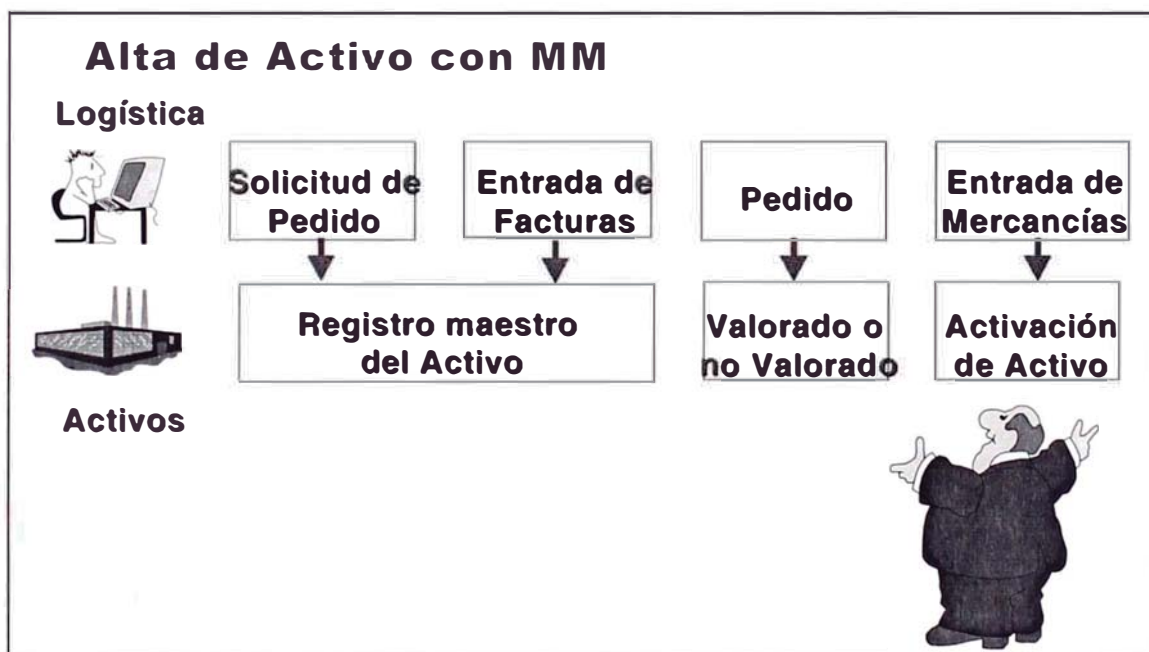 Alta de Activo con MM
Logística
Solicitud de
Pedido
Entrada de
Facturas
Pedido
Entrada de
Mercancías
Registro maestro
del Activo
Valorado o
no Valorado
Activación
de Activo
Activos